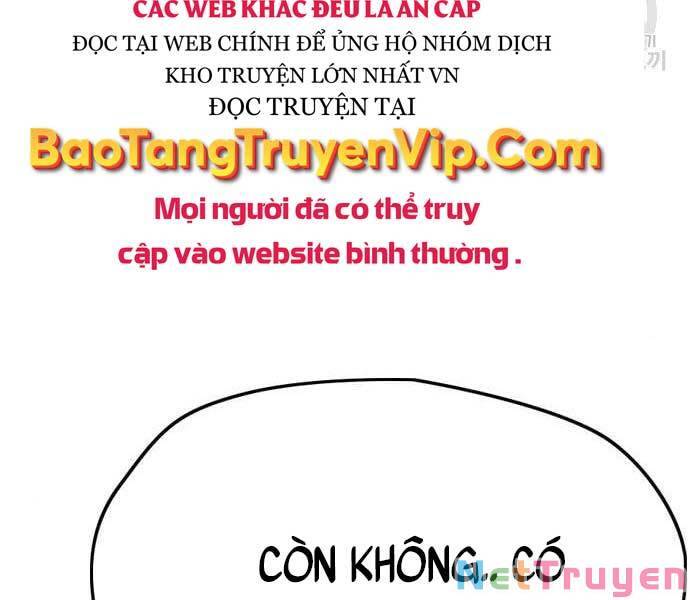 CÁC WEB KHÁC ĐỀU LÀ ĂN CẮP
ĐỌC TẠI WEB CHÍNH ĐỂ ỦNG HỘ NHÓM DỊCH
KHO TRUYỆN LỚN NHẤT VN
ĐỌC TRUYỆN TẠI
BaoTangTruyenVip.Com
Mọi người đã có thể truy
cập vào website bình thường .
CÒN KHÔNG.. CÓ
NetTruyen